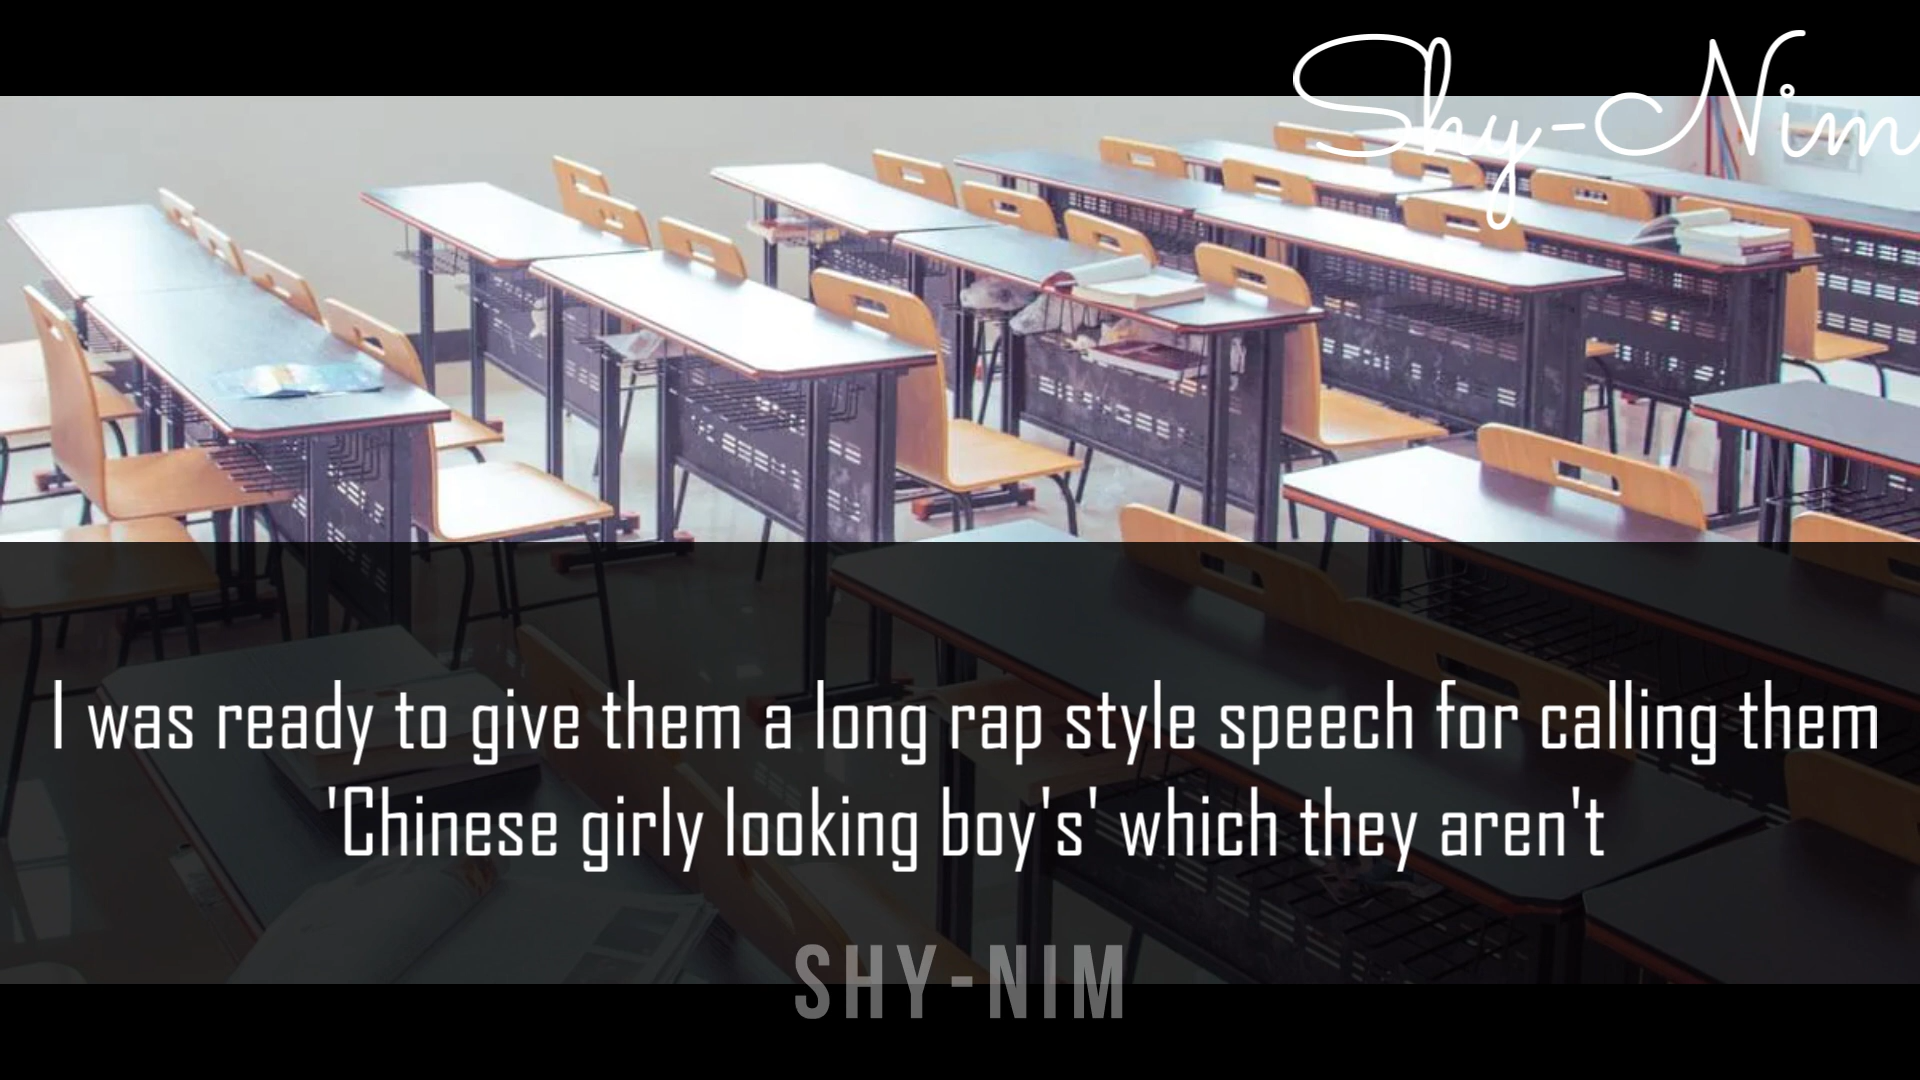 Shy-Nim
I was ready to give them a long rap style speech for calling them
'Chinese girly looking boy's' which they aren't
SHY-NIM